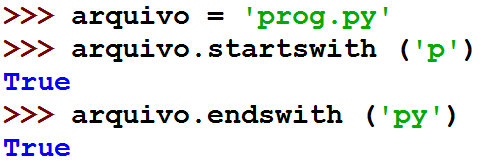 >>> arquivo = 'prog.py'
>>> arquivo.startswith ('p')
True
>>> arquivo.endswith ('py')
True